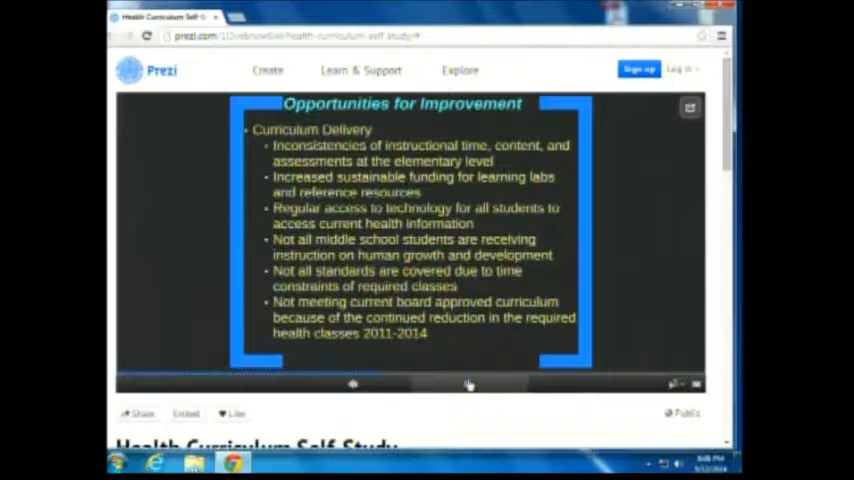 Health Curriculum Self-S
Prezi
Create
Learn & Support
Explore
Sign up
Log in
Opportunities for Improvement
• Curriculum Delivery
• Inconsistencies of instructional time, content, and
assessments at the elementary level
• Increased sustainable funding for learning labs
and reference resources
• Regular access to technology for all students to
access current health information
• Not all middle school students are receiving
instruction on human growth and development
• Not all standards are covered due to time
constraints of required classes
• Not meeting current board approved curriculum
because of the continued reduction in the required
health classes 2011-2014
Share
Embed
Like
Public
Health Curriculum Self-Study